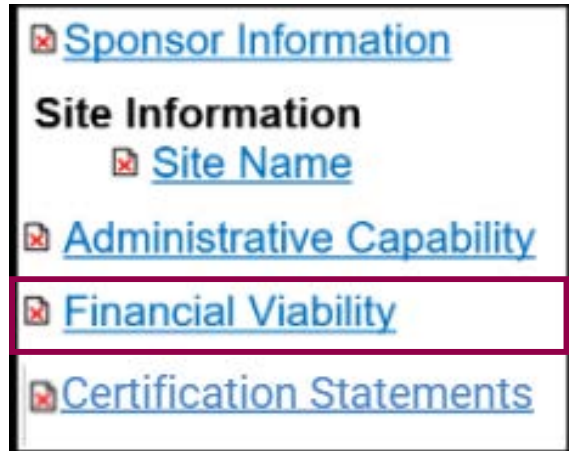 Sponsor Information
Site Information
Site Name
Administrative Capability
Financial Viability
Certification Statements